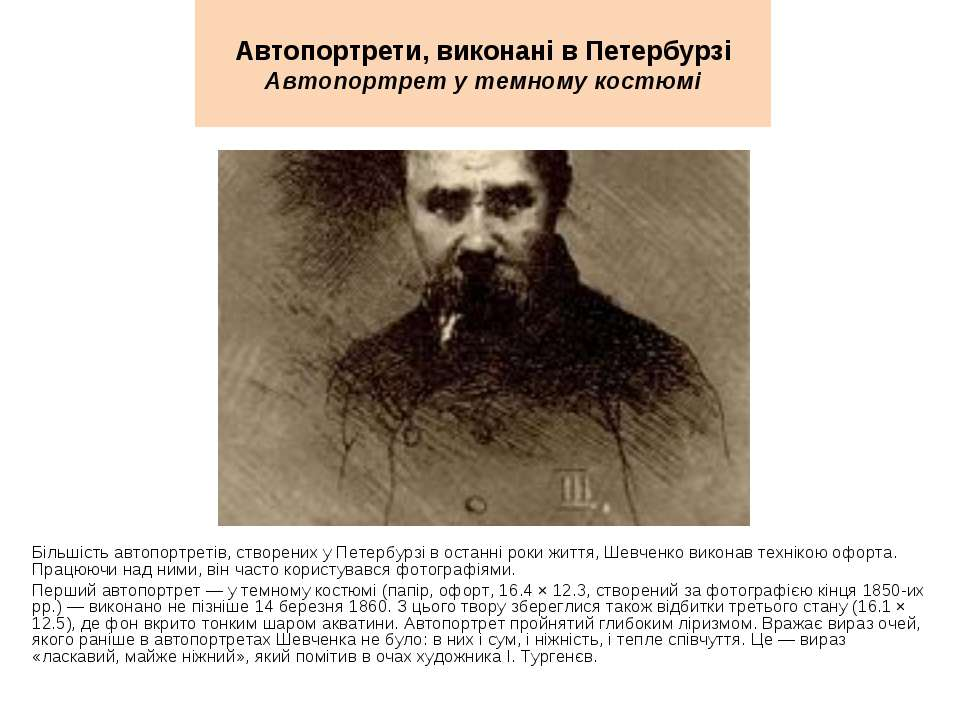 Автопортрети, виконані в Петербурзі
Автопортрет у темному костюмі
Ш.
Більшість автопортретів, створених у Петербурзі в останні роки життя, Шевченко виконав технікою офорта.
Працюючи над ними, він часто користувався фотографіями.
Перший автопортрет — у темному костюмі (папір, офорт, 16.4 × 12.3, створений за фотографією кінця 1850-их
рр.) — виконано не пізніше 14 березня 1860. З цього твору збереглися також відбитки третього стану (16.1 ×
12.5), де фон вкрито тонким шаром акватини. Автопортрет пройнятий глибоким ліризмом. Вражає вираз очей,
якого раніше в автопортретах Шевченка не було: в них і сум, і ніжність, і тепле співчуття. Це — вираз
«ласкавий, майже ніжний», який помітив в очах художника І. Тургенєв.